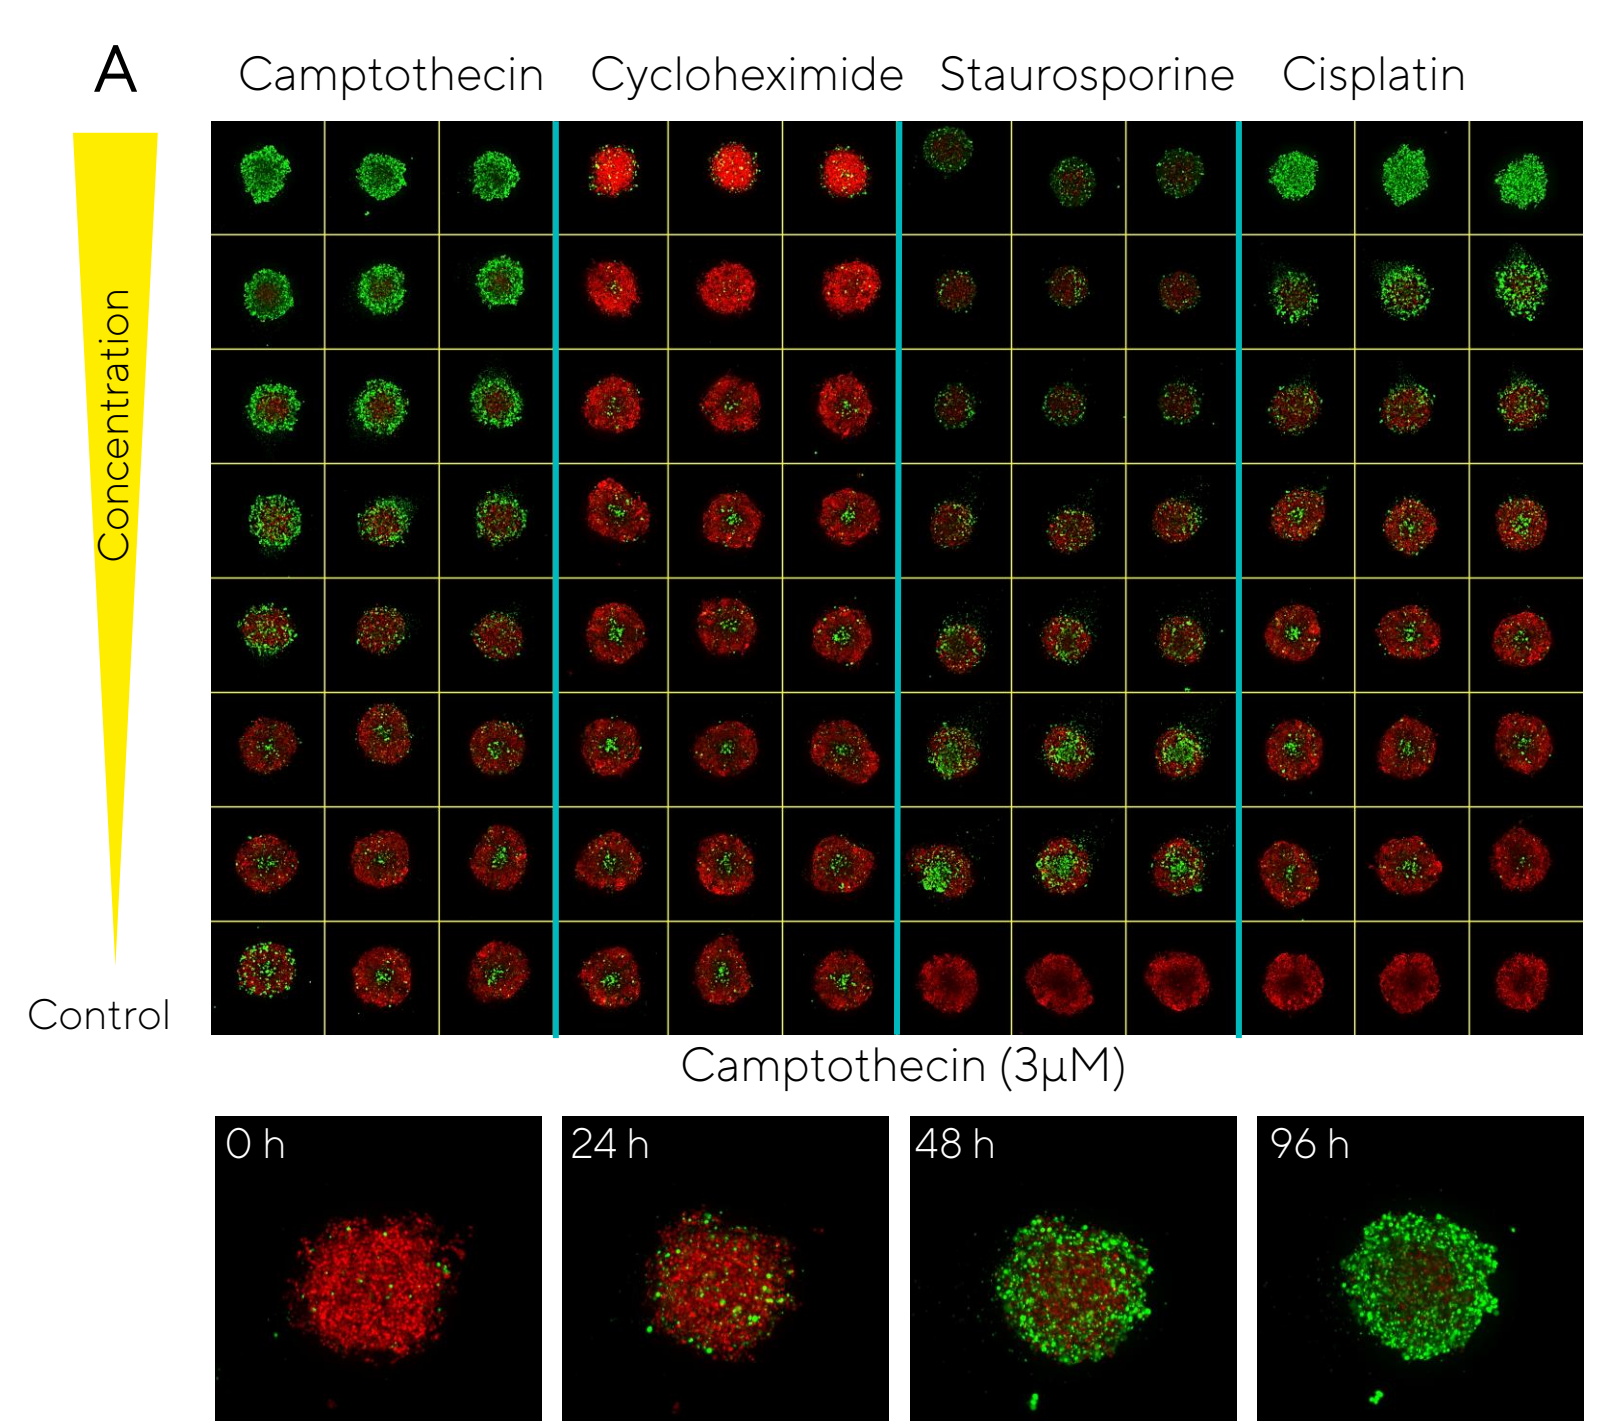 A
Camptothecin Cycloheximide Staurosporine Cisplatin
Concentration
Control
Camptothecin (3µM)
0 h 24 h 48 h 96 h